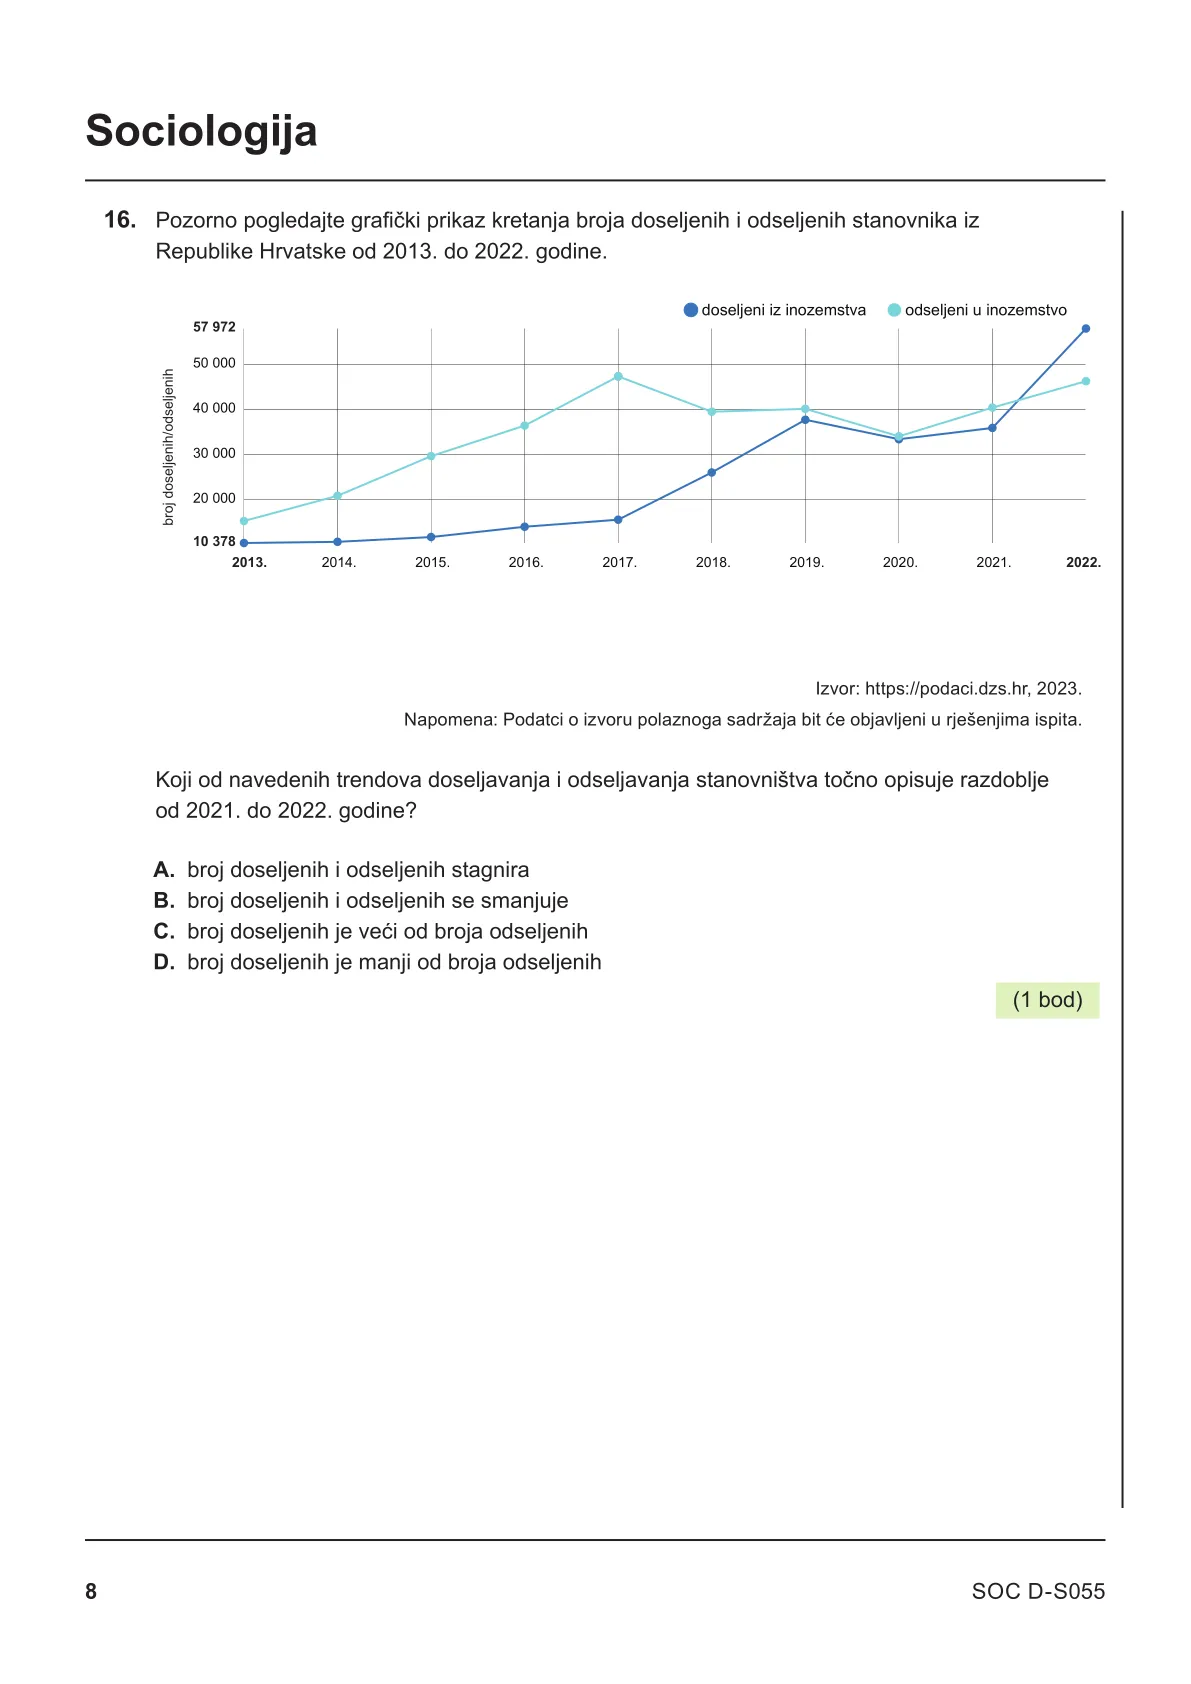 Sociologija
16. Pozorno pogledajte grafički prikaz kretanja broja doseljenih i odseljenih stanovnika iz
Republike Hrvatske od 2013. do 2022. godine.
doseljeni iz inozemstva odseljeni u inozemstvo
broj doseljenih/odseljenih
57 972
50 000
40 000
30 000
20 000
10 378
2013. 2014. 2015. 2016. 2017. 2018. 2019. 2020. 2021. 2022.
Izvor: https://podaci.dzs.hr, 2023.
Napomena: Podatci o izvoru polaznoga sadržaja bit će objavljeni u rješenjima ispita.
Koji od navedenih trendova doseljavanja i odseljavanja stanovništva točno opisuje razdoblje
od 2021. do 2022. godine?
A. broj doseljenih i odseljenih stagnira
B. broj doseljenih i odseljenih se smanjuje
C. broj doseljenih je veći od broja odseljenih
D. broj doseljenih je manji od broja odseljenih
(1 bod)
8 SOC D-S055